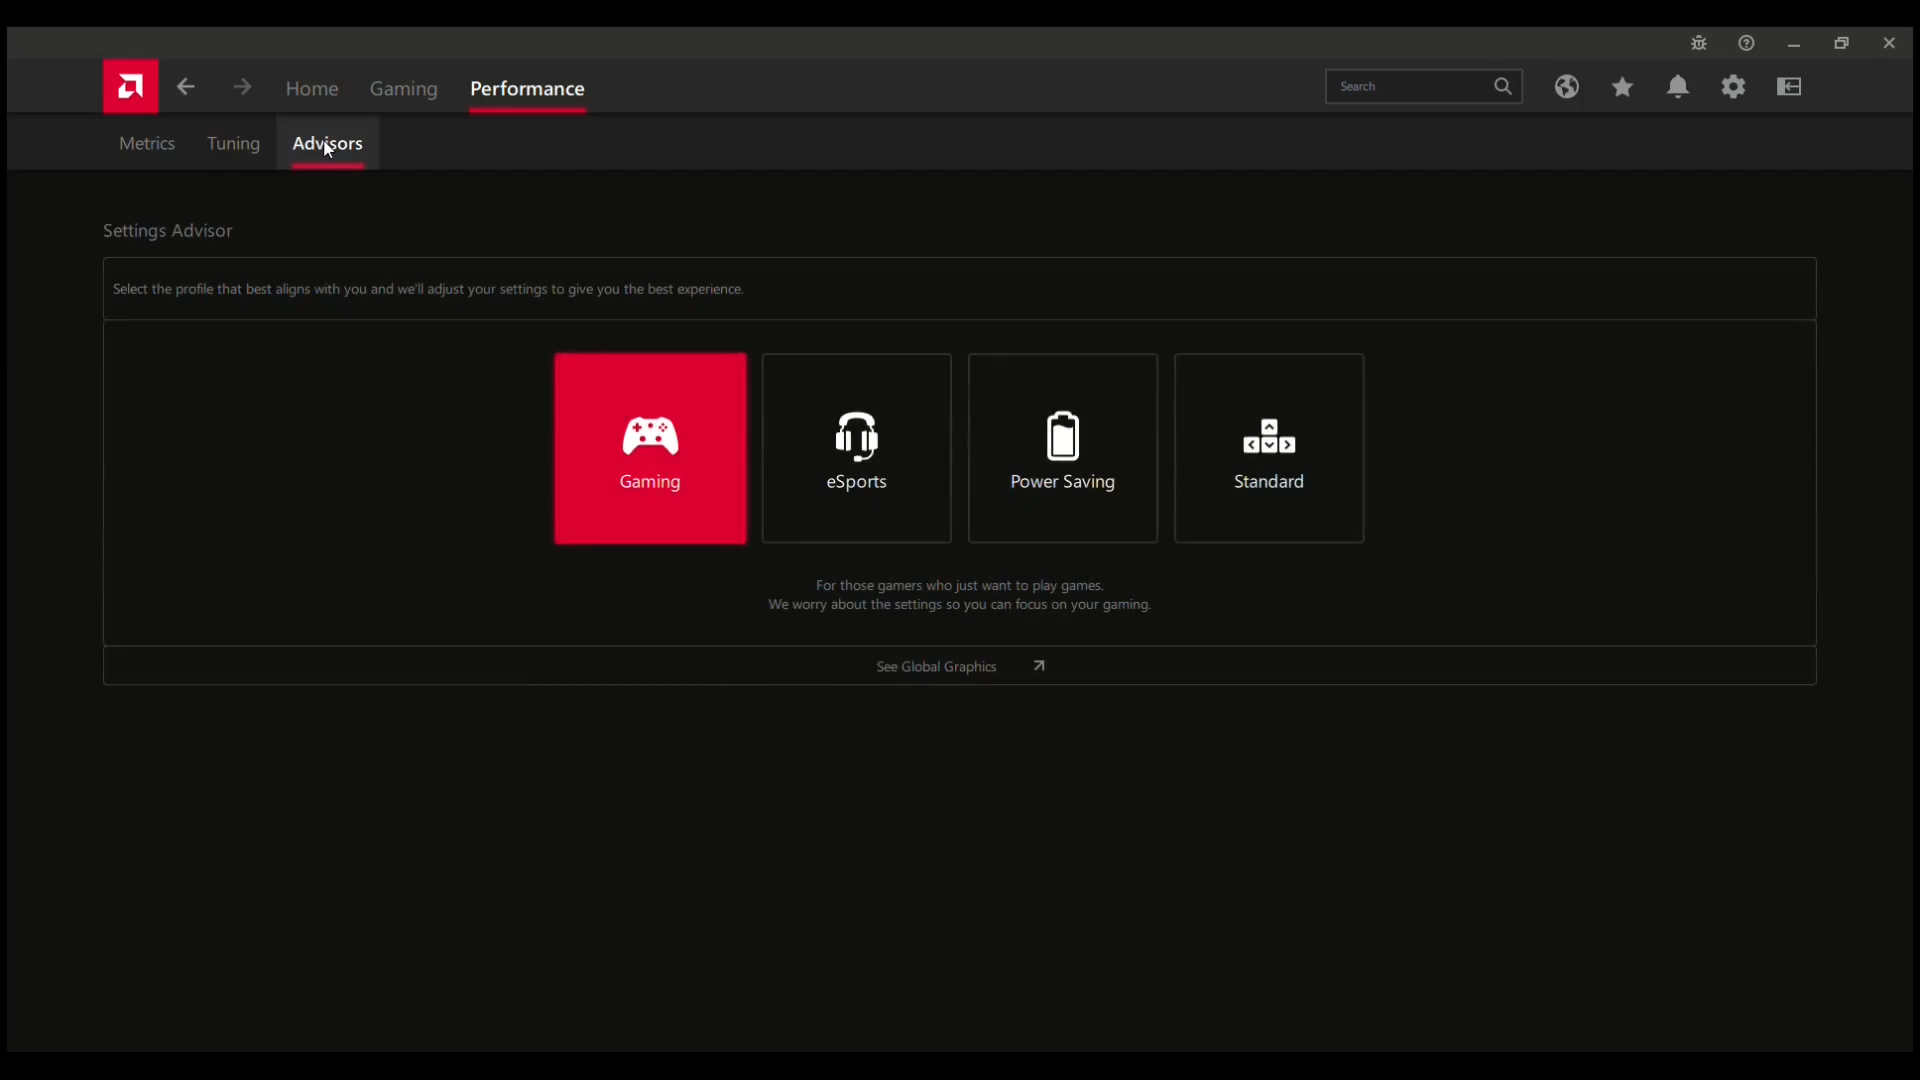 Home
Gaming
Performance
Search
Metrics
Tuning
Advisors
Settings Advisor
Select the profile that best aligns with you and we'll adjust your settings to give you the best experience.
Gaming
eSports
Power Saving
Standard
For those gamers who just want to play games.
We worry about the settings so you can focus on your gaming.
See Global Graphics